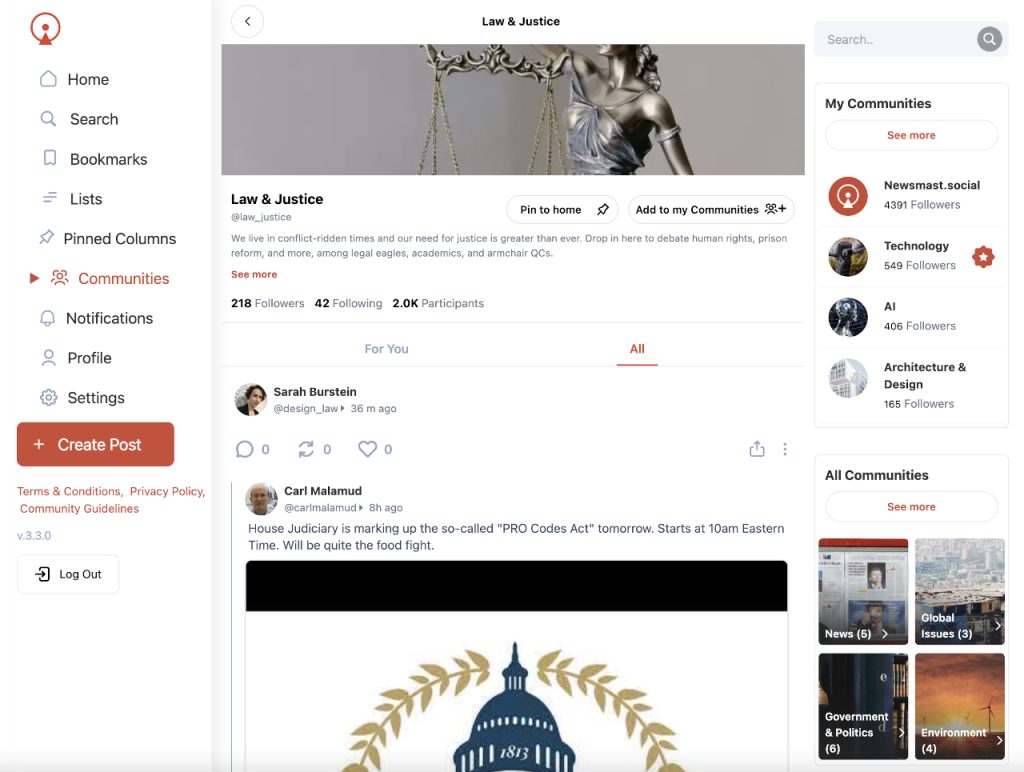 Home
Search
Bookmarks
Lists
Pinned Columns
Communities
Notifications
Profile
Settings
+ Create Post
Terms & Conditions, Privacy Policy,
Community Guidelines
v.3.3.0
Log Out
Law & Justice
Law & Justice
@law_justice
Pin to home
Add to my Communities
We live in conflict-ridden times and our need for justice is greater than ever. Drop in here to debate human rights, prison
reform, and more, among legal eagles, academics, and armchair QCs.
See more
218 Followers 42 Following 2.0K Participants
For You
All
Sarah Burstein
@design_law 36 m ago
0 0 0
Carl Malamud
@carlmalamud 8h ago
House Judiciary is marking up the so-called "PRO Codes Act" tomorrow. Starts at 10am Eastern
Time. Will be quite the food fight.
1813
Search..
My Communities
See more
Newsmast.social
4391 Followers
Technology
549 Followers
AI
406 Followers
Architecture &
Design
165 Followers
All Communities
See more
News (5)
Global
Issues (3)
Government
& Politics
(6)
Environment
(4)